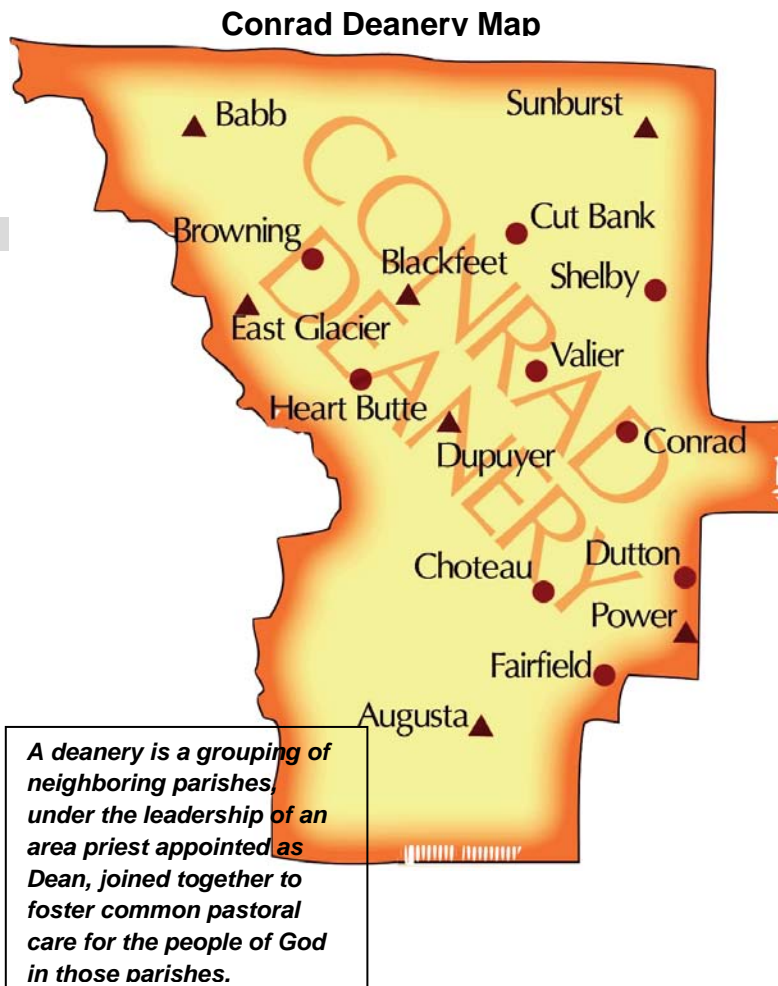 Conrad Deanery Map
Babb
Sunburst
CONRAD
DEANERY
Cut Bank
Browning
Blackfeet
Shelby
East Glacier
Valier
Heart Butte
Conrad
Dupuyer
Choteau
Dutton
Power
Fairfield
Augusta
A deanery is a grouping of
neighboring parishes,
under the leadership of an
area priest appointed as
Dean, joined together to
foster common pastoral
care for the people of God
in those parishes.